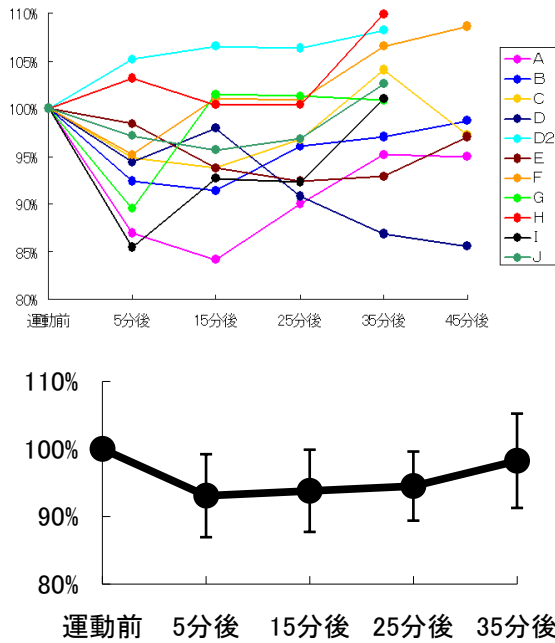 110%
105%
100%
95%
90%
85%
80%
運動前 5分後 15分後 25分後 35分後 45分後
A
B
C
D
D2
E
F
G
H
I
J
110%
100%
90%
80%
運動前 5分後 15分後 25分後 35分後